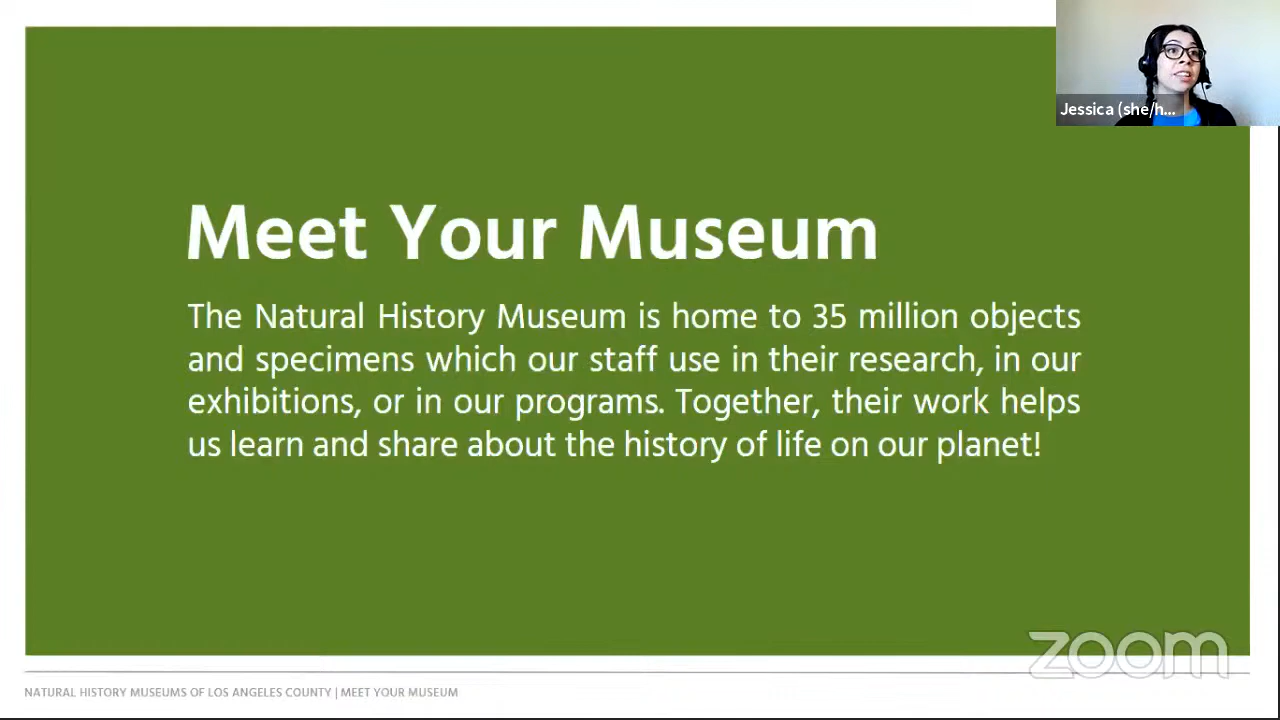 Jessica (she/h...
Meet Your Museum
The Natural History Museum is home to 35 million objects
and specimens which our staff use in their research, in our
exhibitions, or in our programs. Together, their work helps
us learn and share about the history of life on our planet!
zoom
NATURAL HISTORY MUSEUMS OF LOS ANGELES COUNTY | MEET YOUR MUSEUM